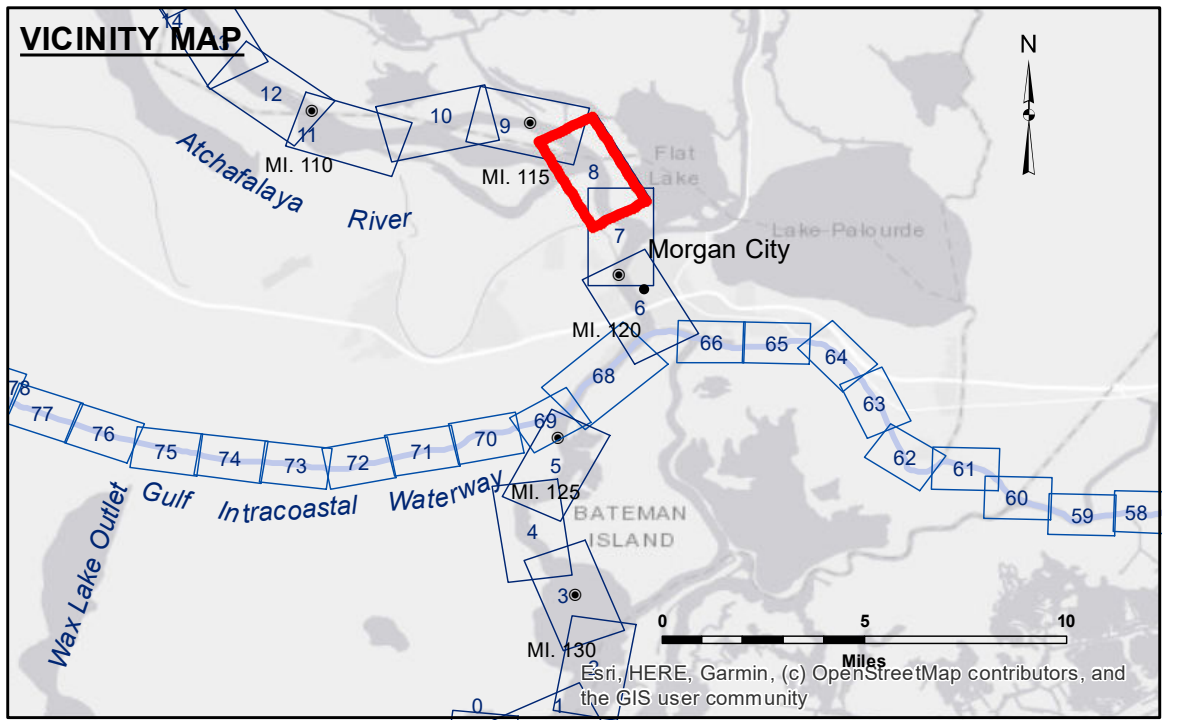 14
VICINITY MAP
N
12
10
9
11
Atchafalaya
River
MI. 110
MI. 115
8
Flat
Lake
7
Lake Palourde
Morgan City
6
MI. 120
66
65
64
68
63
78
77
76
75
74
73
72
71
70
69
62
61
60
59
58
5
MI. 125
Gulf Intracoastal Waterway
Wax Lake Outlet
BATEMAN
ISLAND
4
3
0 5 10
Miles
MI. 130
2
Esri, HERE, Garmin, (c) OpenStreetMap contributors, and
the GIS user community
0
1